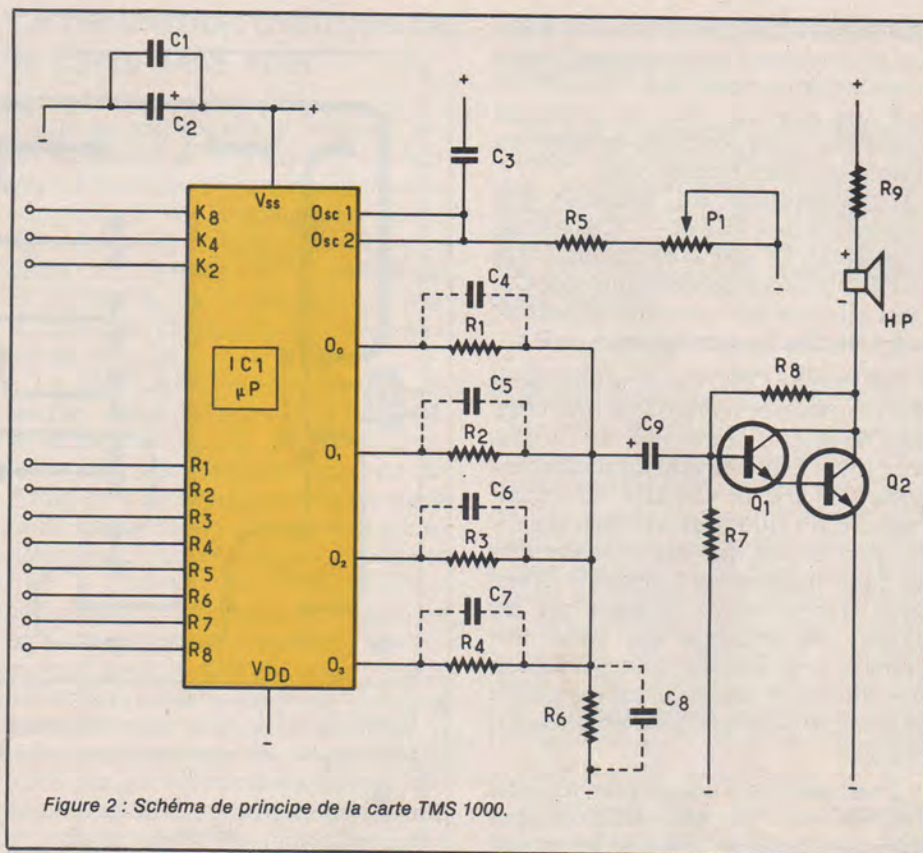 C1
C2
+
-
+
+
+
C3
R9
Vss
K8
K4
K2
Osc 1
Osc 2
R5
P1
-
+
-
HP
C4
R1
O0
IC1
µP
R8
C5
R2
O1
C9
+
Q1
Q2
R1
R2
R3
R4
R5
R6
R7
R8
C6
R3
O2
R7
C7
R4
O3
VDD
-
R6
C8
-
-
-
Figure 2 : Schéma de principe de la carte TMS 1000.